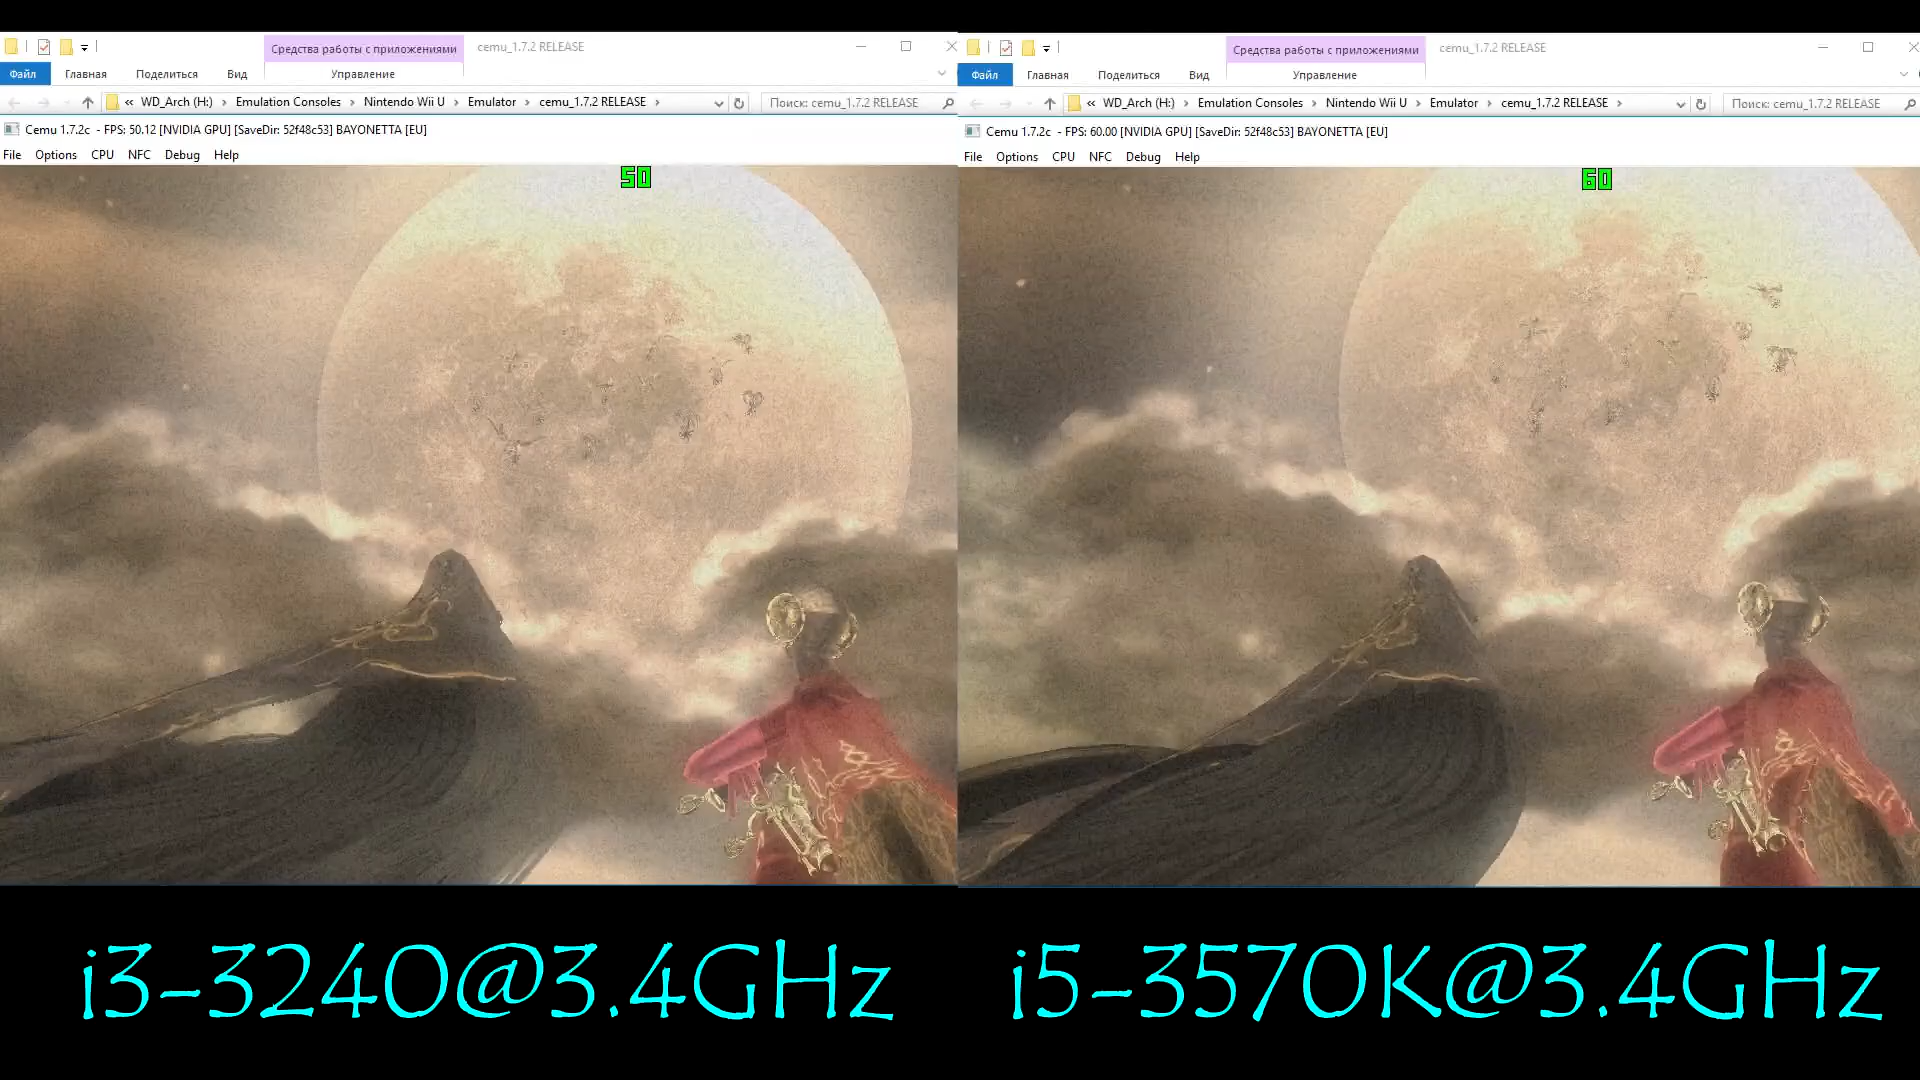 Средства работы с приложениями cemu_1.7.2 RELEASE
Файл Главная Поделиться Вид Управление
« WD_Arch (H:) › Emulation Consoles › Nintendo Wii U › Emulator › cemu_1.7.2 RELEASE › Поиск: cemu_1.7.2 RELEASE
Cemu 1.7.2c - FPS: 50.12 [NVIDIA GPU] [SaveDir: 52f48c53] BAYONETTA [EU]
File Options CPU NFC Debug Help
50
i3-3240@3.4GHz
Средства работы с приложениями cemu_1.7.2 RELEASE
Файл Главная Поделиться Вид Управление
« WD_Arch (H:) › Emulation Consoles › Nintendo Wii U › Emulator › cemu_1.7.2 RELEASE › Поиск: cemu_1.7.2 RELEASE
Cemu 1.7.2c - FPS: 60.00 [NVIDIA GPU] [SaveDir: 52f48c53] BAYONETTA [EU]
File Options CPU NFC Debug Help
60
i5-3570K@3.4GHz